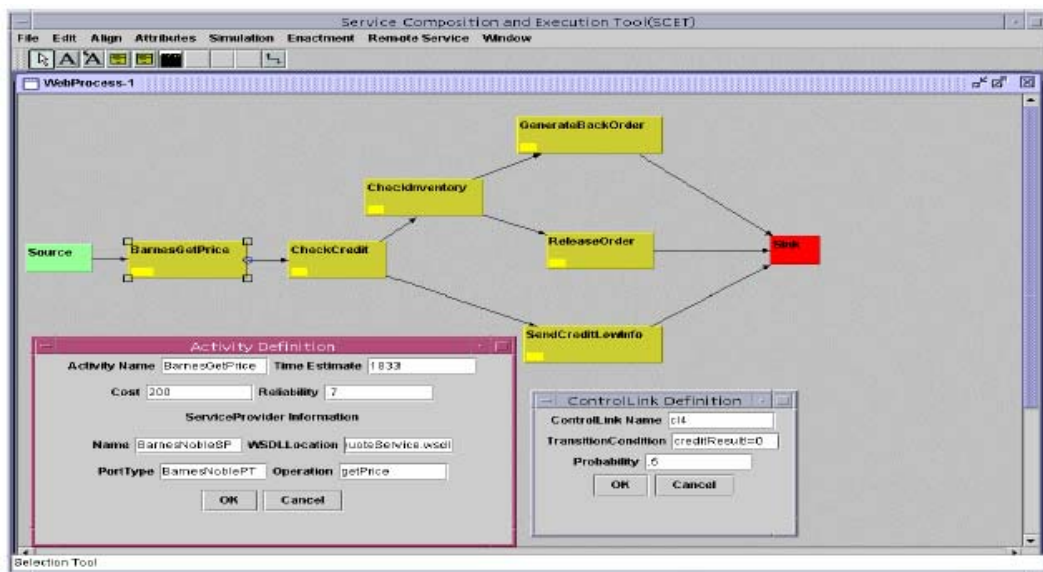 Service Composition and Execution Tool(SCET)
File Edit Align Attributes Simulation Enactment Remote Service Window
A A
WebProcess-1
GenerateBackOrder
CheckInventory
Source
BarnesGetPrice
CheckCredit
ReleaseOrder
Sink
SendCreditLowInfo
Activity Definition
Activity Name BarnesGetPrice Time Estimate
Cost 200 Reliability .7
ServiceProvider Information
Name BarnesNobleSP WSDLLocation uoteService.wsdl
PortType BarnesNoblePT Operation getPrice
OK Cancel
ControlLink Definition
ControlLink Name cl4
TransitionCondition creditResult!=0
Probability
OK Cancel
Selection Tool